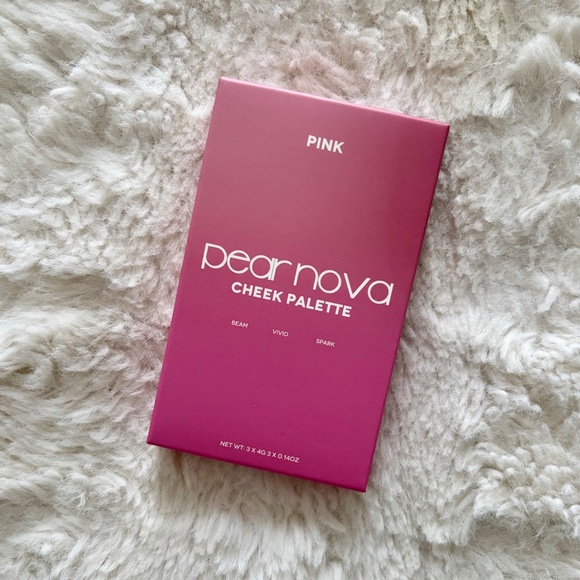 PINK
pear nova
CHEEK PALETTE
BEAM VIVID SPARK
NET WT: 3 X 4G 3 X 0.14OZ